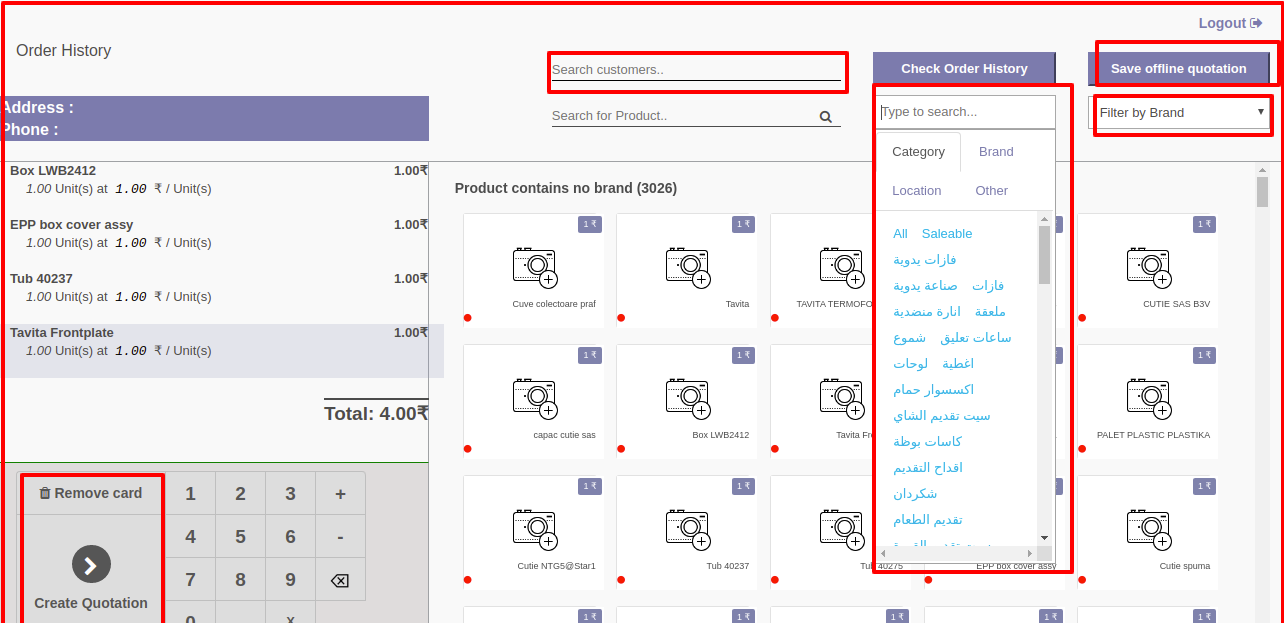 Logout
Order History
Search customers..
Check Order History
Save offline quotation
Address :
Phone :
Search for Product..
Type to search...
Filter by Brand
Category Brand
Location Other
All Saleable
فازات يدوية
فازات صناعة يدوية
ملعقة انارة منضدية
ساعات تعليق شموع
اغطية لوحات
اكسسوار حمام
سيت تقديم الشاي
كاسات بوظة
اقداح التقديم
شكردان
تقديم الطعام
Box LWB2412 1.00₹
1.00 Unit(s) at 1.00 ₹ / Unit(s)
EPP box cover assy 1.00₹
1.00 Unit(s) at 1.00 ₹ / Unit(s)
Tub 40237 1.00₹
1.00 Unit(s) at 1.00 ₹ / Unit(s)
Tavita Frontplate 1.00₹
1.00 Unit(s) at 1.00 ₹ / Unit(s)
Total: 4.00₹
Remove card
1 2 3 +
4 5 6 -
7 8 9
0 . X
Create Quotation
Product contains no brand (3026)
1 ₹ 1 ₹ 1 ₹
Cuve colectoare praf Tavita TAVITA TERMOFO CUTIE SAS B3V
1 ₹ 1 ₹ 1 ₹
capac cutie sas Box LWB2412 Tavita Fr PALET PLASTIC PLASTIKA
1 ₹ 1 ₹ 1 ₹
Cutie NTG5@Star1 Tub 40237 Tub 40275 EPP box cover assy Cutie spuma
1 ₹ 1 ₹ 1 ₹ 1 ₹ 1 ₹